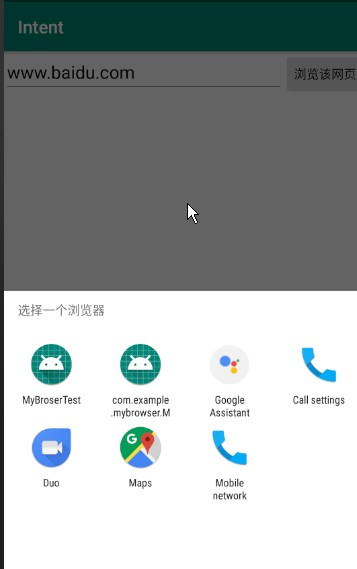 Intent
www.baidu.com
浏览该网页
选择一个浏览器
MyBroserTest
com.example
.mybrowser.M
Google
Assistant
Call settings
Duo
Maps
Mobile
network